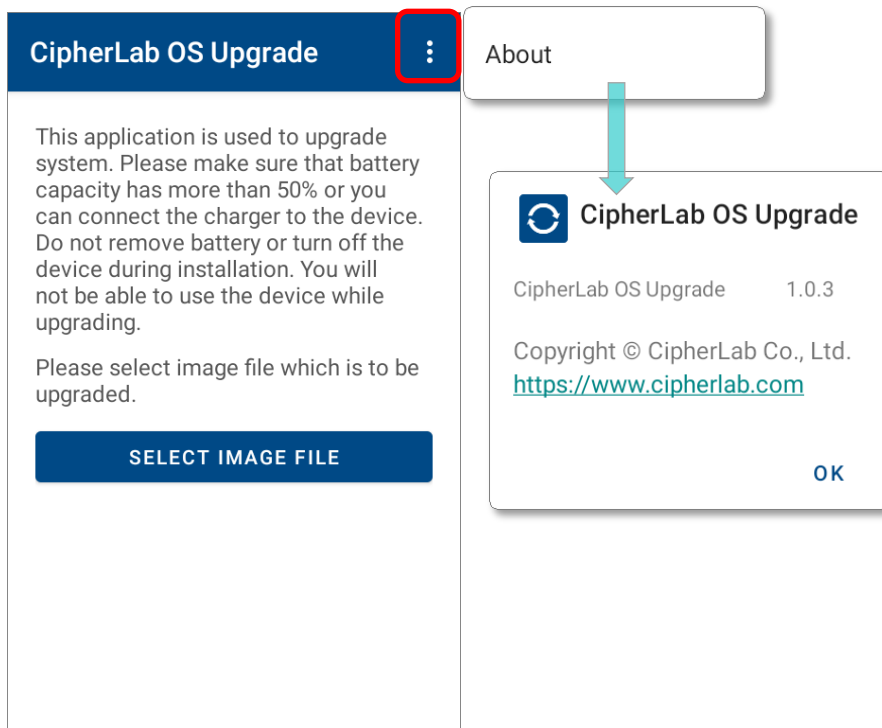 CipherLab OS Upgrade
This application is used to upgrade
system. Please make sure that battery
capacity has more than 50% or you
can connect the charger to the device.
Do not remove battery or turn off the
device during installation. You will
not be able to use the device while
upgrading.
Please select image file which is to be
upgraded.
SELECT IMAGE FILE
About
CipherLab OS Upgrade
CipherLab OS Upgrade 1.0.3
Copyright © CipherLab Co., Ltd.
https://www.cipherlab.com
OK